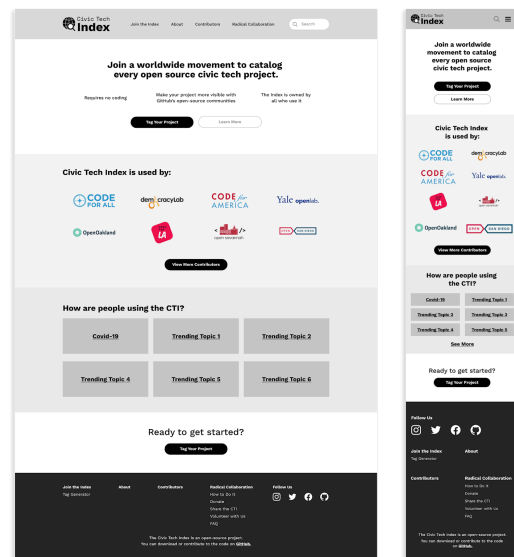 Civic Tech
Index
Join the Index
About
Contributors
Radical Collaboration
Search
Join a worldwide movement to catalog
every open source civic tech project.
Requires no coding
Make your project more visible with
GitHub's open-source communities
The Index is owned by
all who use it
Tag Your Project
Learn More
Civic Tech Index is used by:
CODE
FOR ALL
democracyLab
CODE for
AMERICA
Yale openlab.
OpenOakland
LA
open savannah
OPEN SAN DIEGO
View More Contributors
How are people using the CTI?
Covid-19
Trending Topic 1
Trending Topic 2
Trending Topic 4
Trending Topic 5
Trending Topic 6
Ready to get started?
Tag Your Project
Join the Index
Tag Generator
About
Contributors
Radical Collaboration
How to Do It
Donate
Share the CTI
Volunteer with Us
FAQ
Follow Us
The Civic Tech Index is an open-source project.
You can download or contribute to the code on GitHub.
Civic Tech
Index
Join a worldwide
movement to catalog
every open source
civic tech project.
Tag Your Project
Learn More
Civic Tech Index
is used by:
CODE
FOR ALL
democracyLab
CODE for
AMERICA
Yale openlab.
LA
open savannah
OpenOakland
OPEN SAN DIEGO
View More Contributors
How are people using
the CTI?
Covid-19
Trending Topic 1
Trending Topic 2
Trending Topic 3
Trending Topic 4
Trending Topic 5
See More
Ready to get started?
Tag Your Project
Follow Us
Join the Index
Tag Generator
About
Contributors
Radical Collaboration
How to Do It
Donate
Share the CTI
Volunteer with Us
FAQ
The Civic Tech Index is an open-source project.
You can download or contribute to the code
on GitHub.